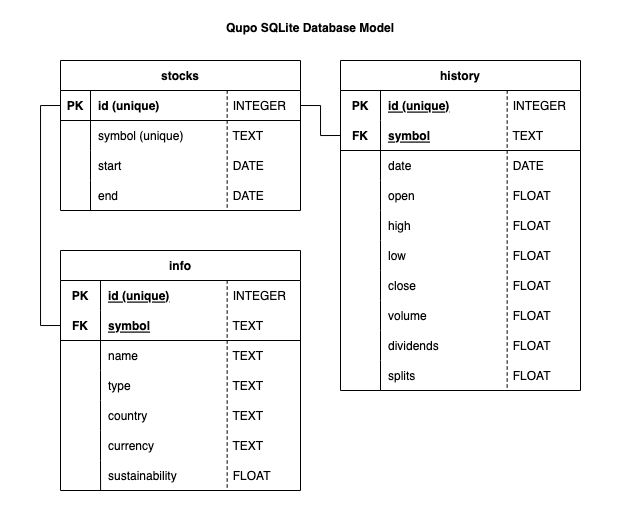 Qupo SQLite Database Model
stocks
PK id (unique) INTEGER
symbol (unique) TEXT
start DATE
end DATE
history
PK id (unique) INTEGER
FK symbol TEXT
date DATE
open FLOAT
high FLOAT
low FLOAT
close FLOAT
volume FLOAT
dividends FLOAT
splits FLOAT
info
PK id (unique) INTEGER
FK symbol TEXT
name TEXT
type TEXT
country TEXT
currency TEXT
sustainability FLOAT